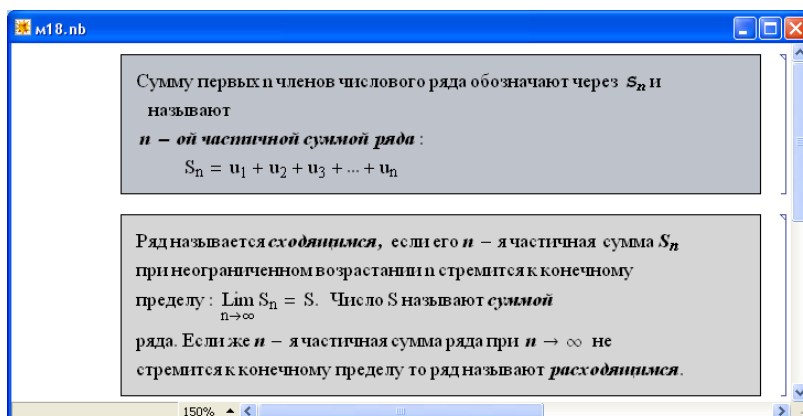 м18.nb
Сумму первых n членов числового ряда обозначают через Sₙ и
называют
n – ой частичной суммой ряда :
Sₙ = u₁ + u₂ + u₃ + ... + uₙ
Ряд называется сходящимся, если его n – я частичная сумма Sₙ
при неограниченном возрастании n стремится к конечному
пределу : Lim Sₙ = S. Число S называют суммой
n→∞
ряда. Если же n – я частичная сумма ряда при n → ∞ не
стремится к конечному пределу то ряд называют расходящимся.
150%